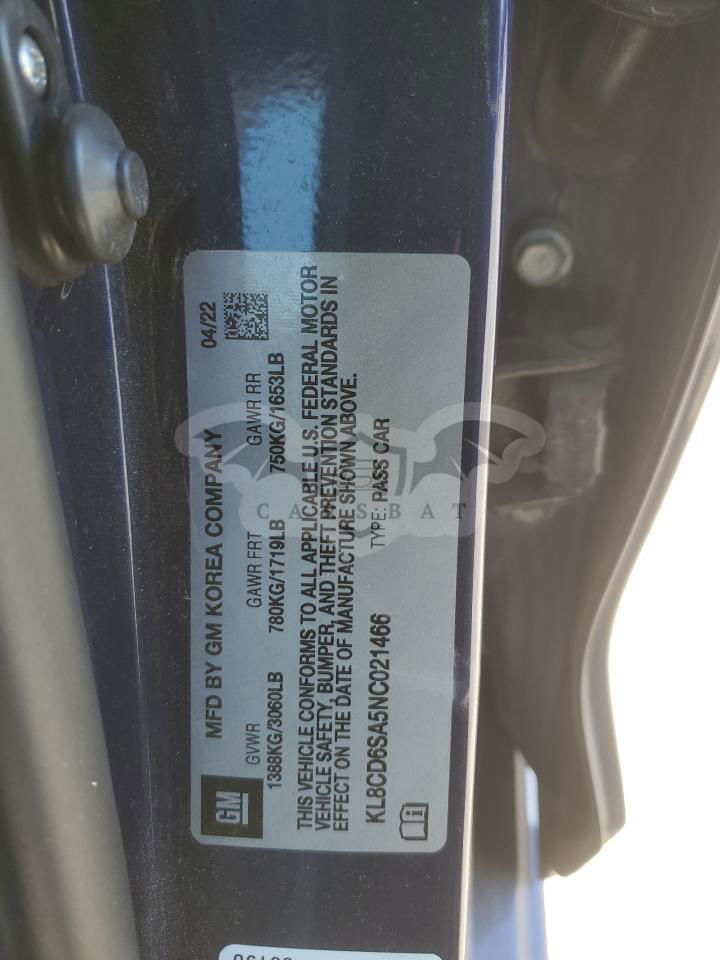 MFD BY GM KOREA COMPANY 04/22
GM
GVWR GAWR FRT GAWR RR
1388KG/3060LB 780KG/1719LB 750KG/1653LB
THIS VEHICLE CONFORMS TO ALL APPLICABLE U.S. FEDERAL MOTOR
VEHICLE SAFETY, BUMPER, AND THEFT PREVENTION STANDARDS IN
EFFECT ON THE DATE OF MANUFACTURE SHOWN ABOVE.
KL8CD6SA5NC021466 TYPE: PASS CAR
CARSBAT